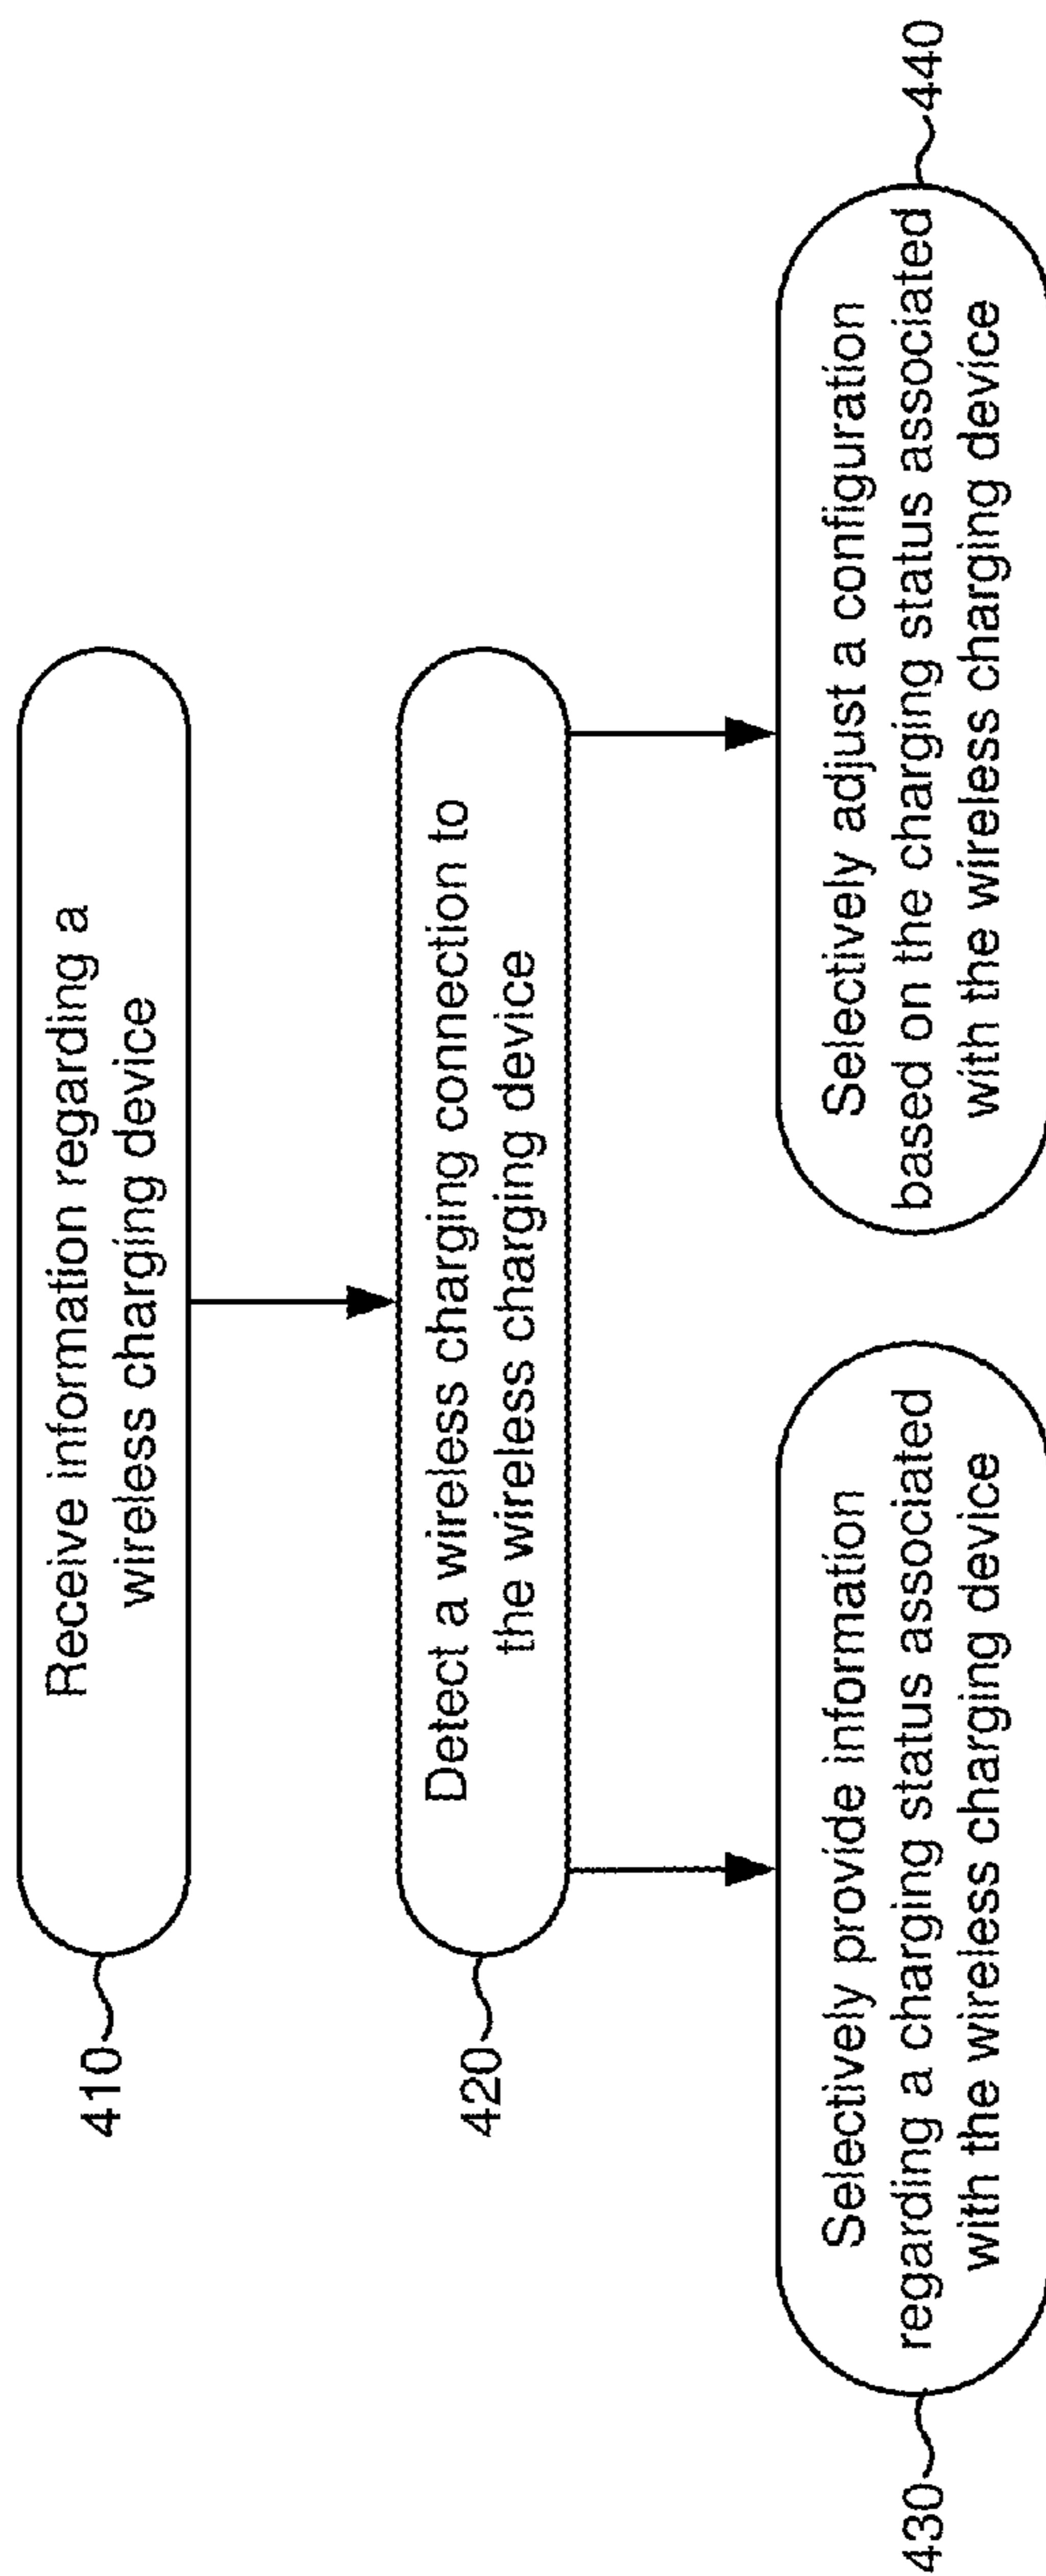 410
Receive information regarding a
wireless charging device
420
Detect a wireless charging connection to
the wireless charging device
430
Selectively provide information
regarding a charging status associated
with the wireless charging device
440
Selectively adjust a configuration
based on the charging status associated
with the wireless charging device